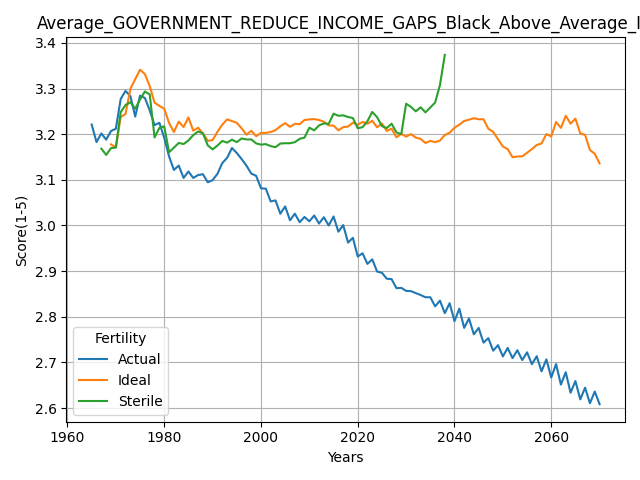 Average_GOVERNMENT_REDUCE_INCOME_GAPS_Black_Above_Average_I
3.4
3.3
3.2
3.1
3.0
2.9
2.8
2.7
2.6
Score(1-5)
Fertility
Actual
Ideal
Sterile
1960 1980 2000 2020 2040 2060
Years